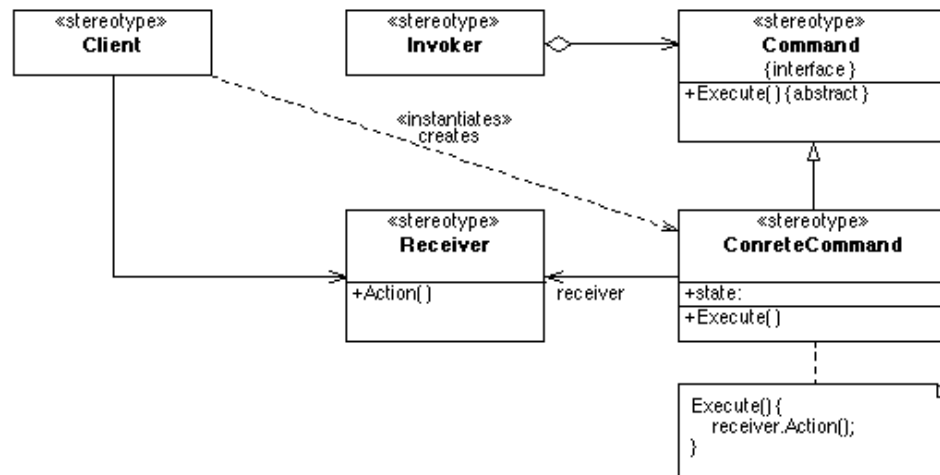 «stereotype»
Client
«stereotype»
Invoker
«stereotype»
Command
{interface}
+Execute() {abstract}
«instantiates»
creates
«stereotype»
Receiver
+Action()
receiver
«stereotype»
ConreteCommand
+state:
+Execute()
Execute() {
receiver.Action();
}